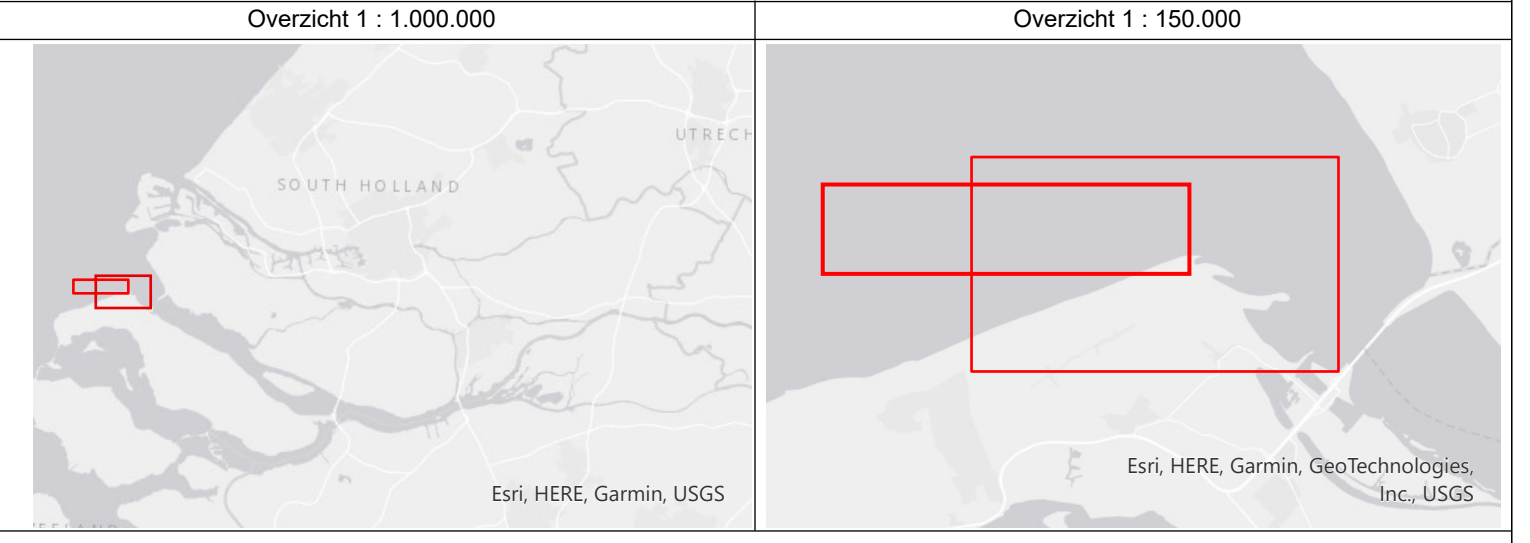 Overzicht 1 : 1.000.000
Overzicht 1 : 150.000
UTRECH
SOUTH HOLLAND
Esri, HERE, Garmin, USGS
Esri, HERE, Garmin, GeoTechnologies,
Inc., USGS